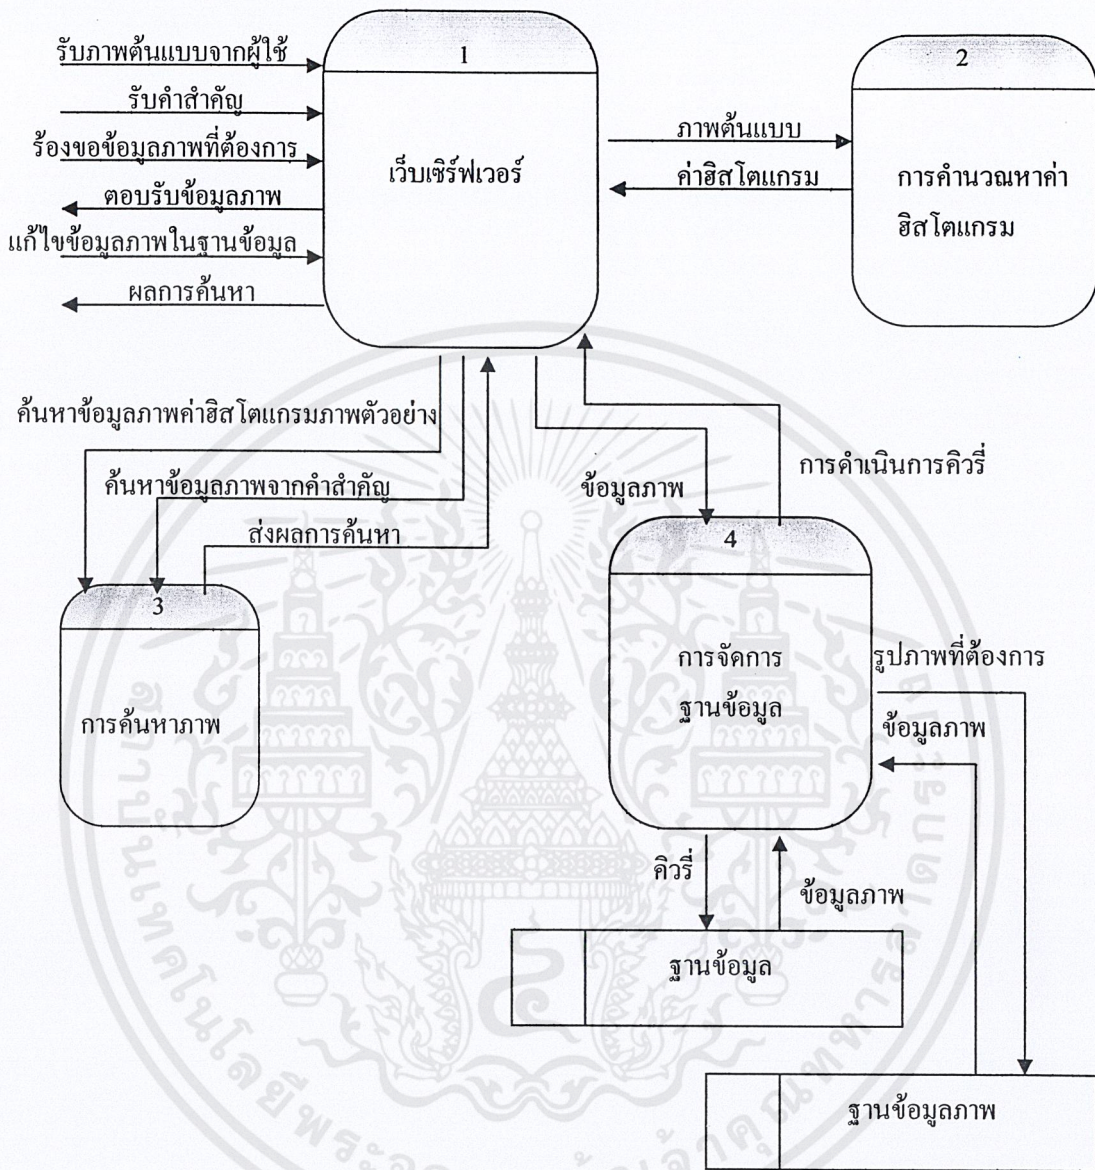 รับภาพต้นแบบจากผู้ใช้
รับคำสำคัญ
ร้องขอข้อมูลภาพที่ต้องการ
ตอบรับข้อมูลภาพ
แก้ไขข้อมูลภาพในฐานข้อมูล
ผลการค้นหา
1
เว็บเซิร์ฟเวอร์
ภาพต้นแบบ
ค่าฮิสโตแกรม
2
การคำนวณหาค่า
ฮิสโตแกรม
ค้นหาข้อมูลภาพค่าฮิสโตแกรมภาพตัวอย่าง
ค้นหาข้อมูลภาพจากคำสำคัญ
ส่งผลการค้นหา
ข้อมูลภาพ
การดำเนินการคิวรี่
3
การค้นหาภาพ
4
การจัดการ
ฐานข้อมูล
รูปภาพที่ต้องการ
ข้อมูลภาพ
คิวรี่
ข้อมูลภาพ
ฐานข้อมูล
ฐานข้อมูลภาพ